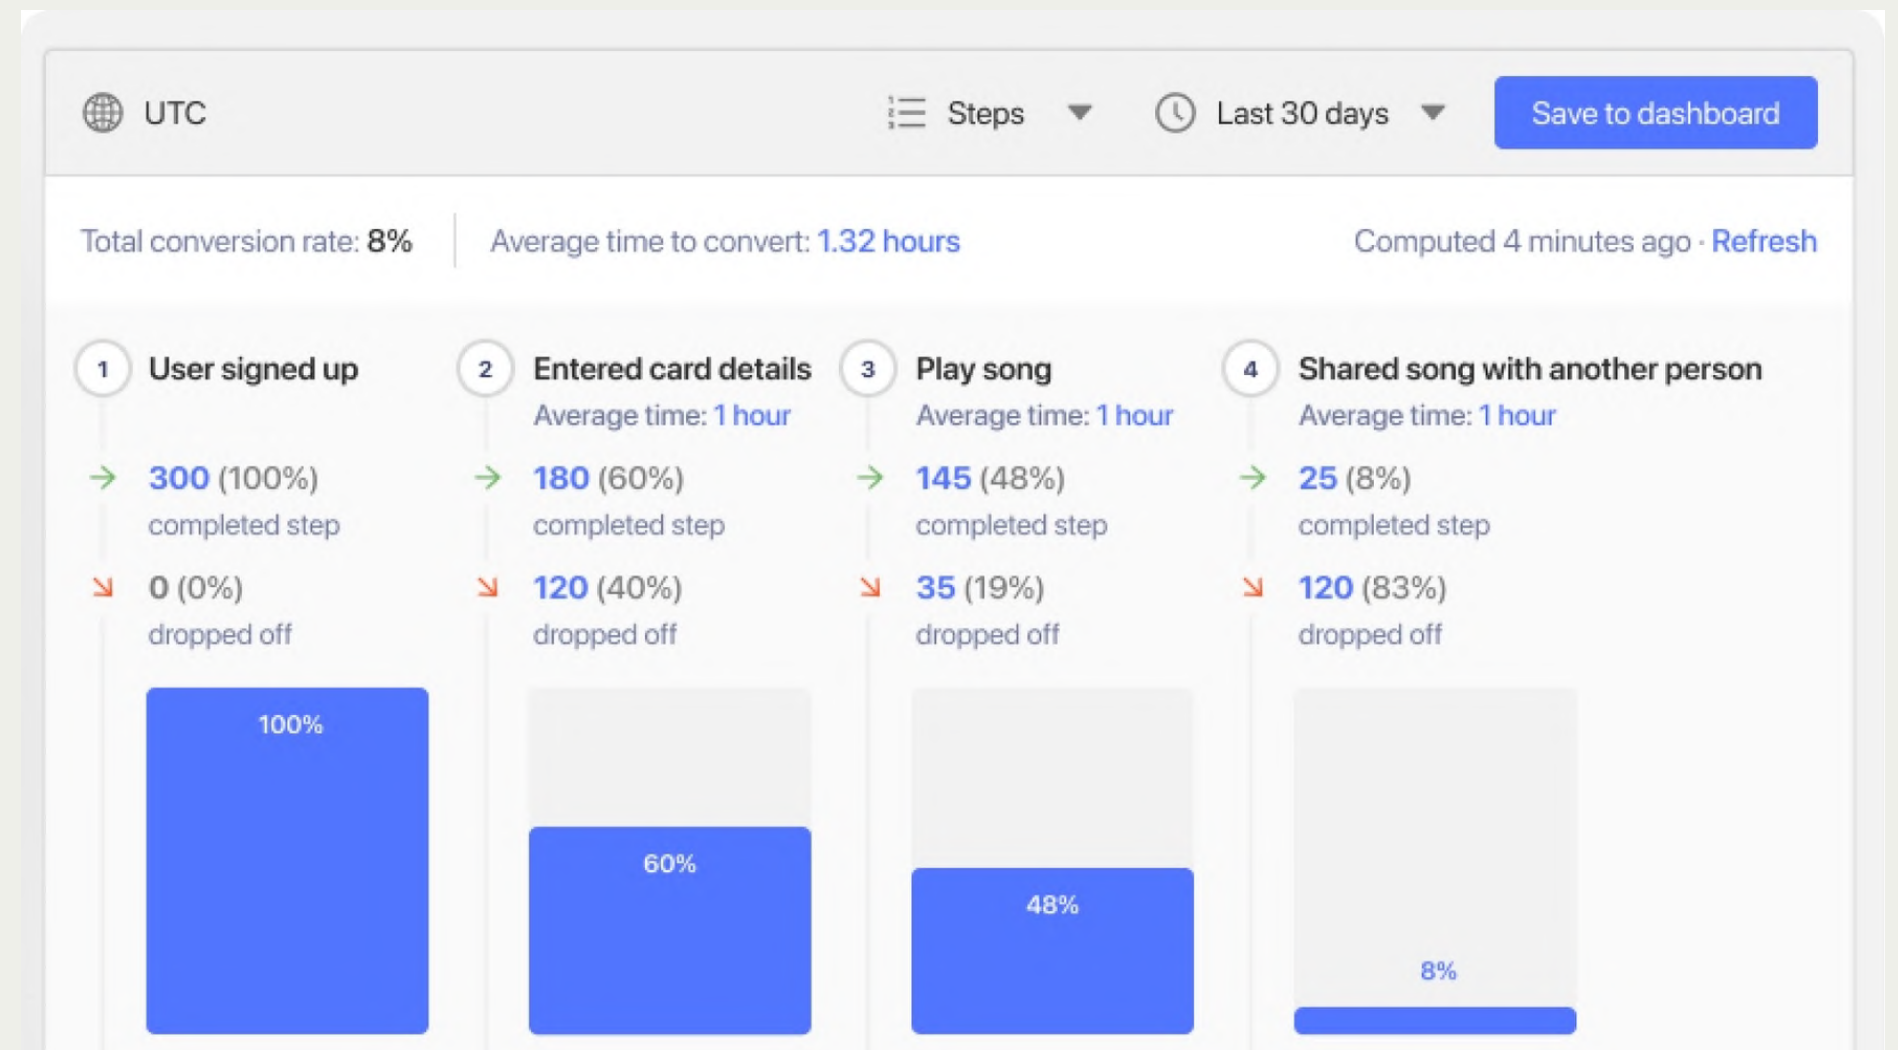 UTC
Steps
Last 30 days
Save to dashboard
Total conversion rate: 8%
Average time to convert: 1.32 hours
Computed 4 minutes ago · Refresh
1
User signed up
300 (100%)
completed step
0 (0%)
dropped off
100%
2
Entered card details
Average time: 1 hour
180 (60%)
completed step
120 (40%)
dropped off
60%
3
Play song
Average time: 1 hour
145 (48%)
completed step
35 (19%)
dropped off
48%
4
Shared song with another person
Average time: 1 hour
25 (8%)
completed step
120 (83%)
dropped off
8%